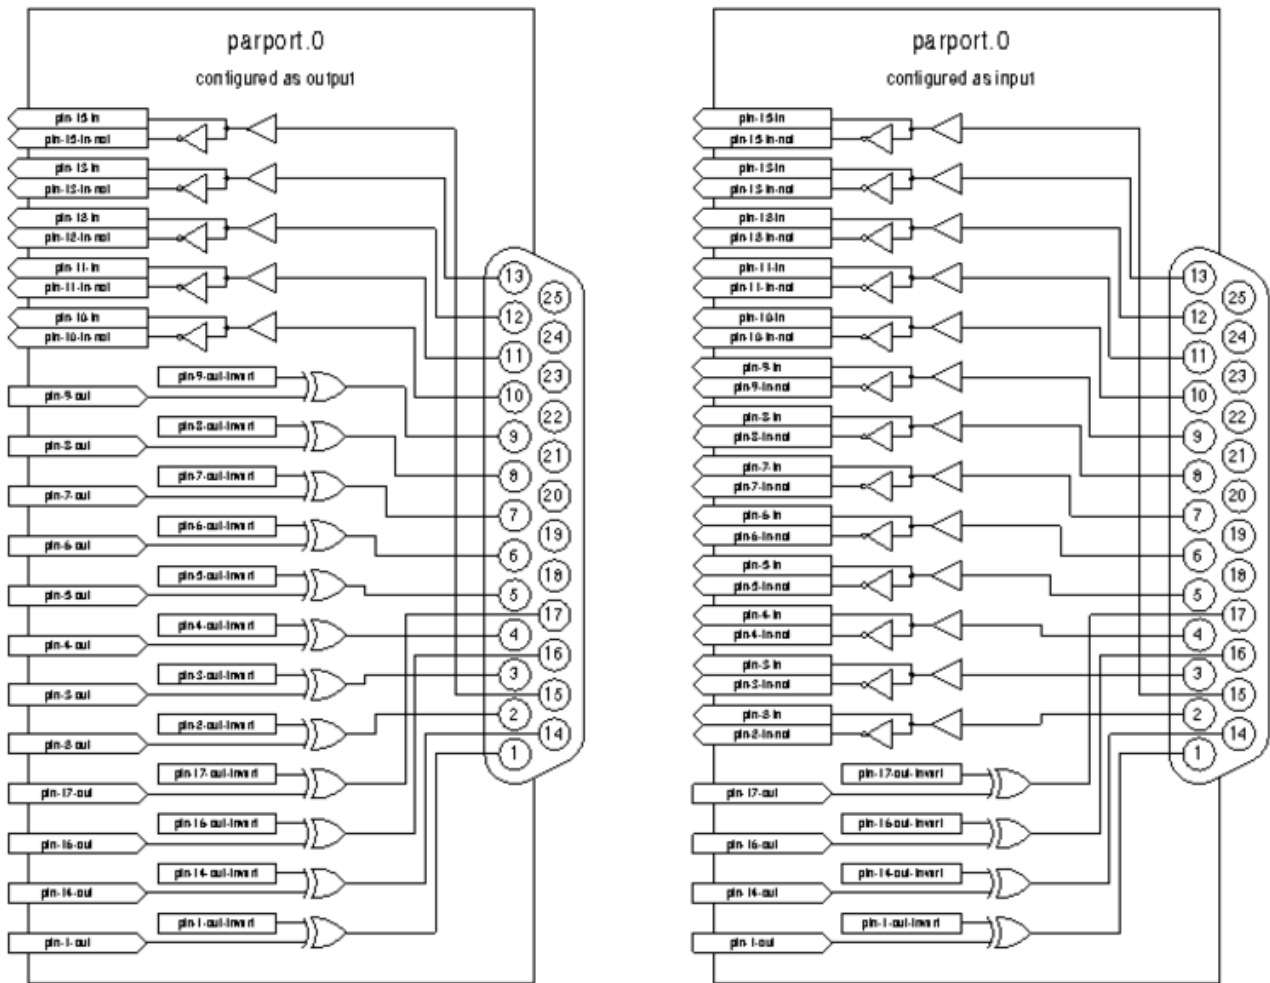 parport.0
configured as output
pin-15-in
pin-15-in-not
pin-13-in
pin-13-in-not
pin-12-in
pin-12-in-not
pin-11-in
pin-11-in-not
pin-10-in
pin-10-in-not
pin-9-out-invert
pin-9-out
pin-8-out-invert
pin-8-out
pin-7-out-invert
pin-7-out
pin-6-out-invert
pin-6-out
pin-5-out-invert
pin-5-out
pin-4-out-invert
pin-4-out
pin-3-out-invert
pin-3-out
pin-2-out-invert
pin-2-out
pin-17-out-invert
pin-17-out
pin-16-out-invert
pin-16-out
pin-14-out-invert
pin-14-out
pin-1-out-invert
pin-1-out
13
25
12
24
11
23
10
22
9
21
8
20
7
19
6
18
5
17
4
16
3
15
2
14
1
parport.0
configured as input
pin-15-in
pin-15-in-not
pin-13-in
pin-13-in-not
pin-12-in
pin-12-in-not
pin-11-in
pin-11-in-not
pin-10-in
pin-10-in-not
pin-9-in
pin-9-in-not
pin-8-in
pin-8-in-not
pin-7-in
pin-7-in-not
pin-6-in
pin-6-in-not
pin-5-in
pin-5-in-not
pin-4-in
pin-4-in-not
pin-3-in
pin-3-in-not
pin-2-in
pin-2-in-not
pin-17-out-invert
pin-17-out
pin-16-out-invert
pin-16-out
pin-14-out-invert
pin-14-out
pin-1-out-invert
pin-1-out
13
25
12
24
11
23
10
22
9
21
8
20
7
19
6
18
5
17
4
16
3
15
2
14
1